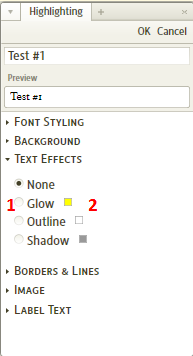 Highlighting +
OK Cancel
Test #1
Preview
Test #1
FONT STYLING
BACKGROUND
TEXT EFFECTS
None
1 Glow 2
Outline
Shadow
BORDERS & LINES
IMAGE
LABEL TEXT